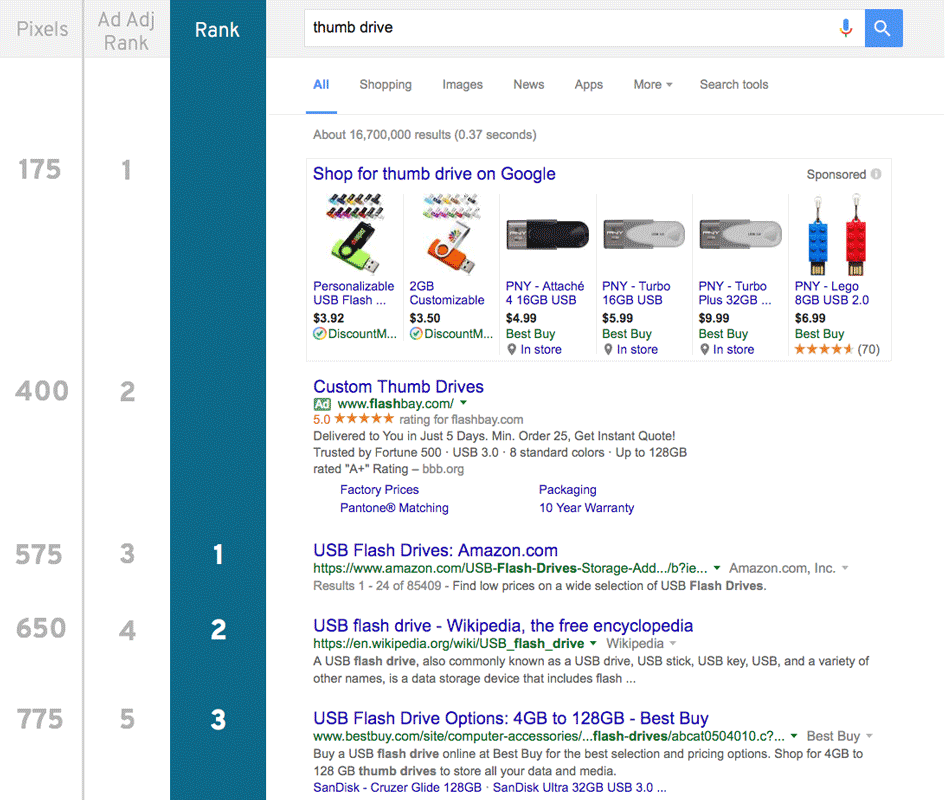 Pixels
Ad Adj
Rank
Rank
thumb drive
All Shopping Images News Apps More Search tools
About 16,700,000 results (0.37 seconds)
175 1
Shop for thumb drive on Google Sponsored
Personalizable
USB Flash ...
$3.92
DiscountM...
2GB
Customizable
$3.50
DiscountM...
PNY - Attaché
4 16GB USB
$4.99
Best Buy
In store
PNY - Turbo
16GB USB
$5.99
Best Buy
In store
PNY - Turbo
Plus 32GB ...
$9.99
Best Buy
In store
PNY - Lego
8GB USB 2.0
$6.99
Best Buy
(70)
400 2
Custom Thumb Drives
Ad www.flashbay.com/
5.0 rating for flashbay.com
Delivered to You in Just 5 Days. Min. Order 25, Get Instant Quote!
Trusted by Fortune 500 · USB 3.0 · 8 standard colors · Up to 128GB
rated "A+" Rating – bbb.org
Factory Prices Packaging
Pantone® Matching 10 Year Warranty
575 3 1
USB Flash Drives: Amazon.com
https://www.amazon.com/USB-Flash-Drives-Storage-Add.../b?ie... Amazon.com, Inc.
Results 1 - 24 of 85409 - Find low prices on a wide selection of USB Flash Drives.
650 4 2
USB flash drive - Wikipedia, the free encyclopedia
https://en.wikipedia.org/wiki/USB_flash_drive Wikipedia
A USB flash drive, also commonly known as a USB drive, USB stick, USB key, USB, and a variety of
other names, is a data storage device that includes flash ...
775 5 3
USB Flash Drive Options: 4GB to 128GB - Best Buy
www.bestbuy.com/site/computer-accessories/...flash-drives/abcat0504010.c?... Best Buy
Buy a USB flash drive online at Best Buy for the best selection and pricing options. Shop for 4GB to
128 GB thumb drives to store all your data and media.
SanDisk - Cruzer Glide 128GB · SanDisk Ultra 32GB USB 3.0 ...